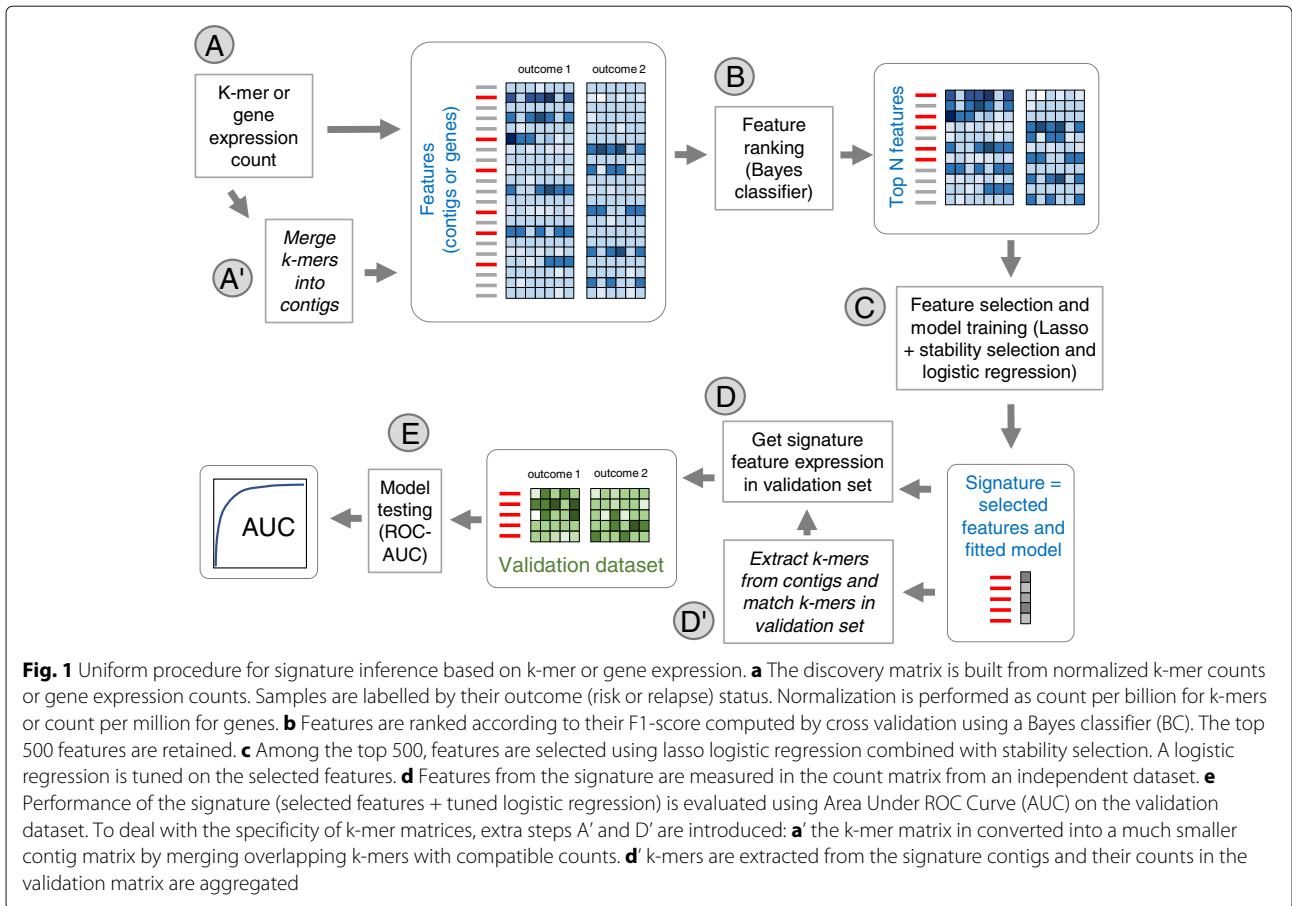 A
K-mer or
gene
expression
count
A'
Merge
k-mers
into
contigs
outcome 1
outcome 2
Features
(contigs or genes)
B
Feature
ranking
(Bayes
classifier)
Top N features
C
Feature selection and
model training (Lasso
+ stability selection and
logistic regression)
Signature =
selected
features and
fitted model
D
Get signature
feature expression
in validation set
D'
Extract k-mers
from contigs and
match k-mers in
validation set
outcome 1
outcome 2
Validation dataset
E
Model
testing
(ROC-
AUC)
AUC
Fig. 1 Uniform procedure for signature inference based on k-mer or gene expression. a The discovery matrix is built from normalized k-mer counts
or gene expression counts. Samples are labelled by their outcome (risk or relapse) status. Normalization is performed as count per billion for k-mers
or count per million for genes. b Features are ranked according to their F1-score computed by cross validation using a Bayes classifier (BC). The top
500 features are retained. c Among the top 500, features are selected using lasso logistic regression combined with stability selection. A logistic
regression is tuned on the selected features. d Features from the signature are measured in the count matrix from an independent dataset. e
Performance of the signature (selected features + tuned logistic regression) is evaluated using Area Under ROC Curve (AUC) on the validation
dataset. To deal with the specificity of k-mer matrices, extra steps A′ and D′ are introduced: a′ the k-mer matrix in converted into a much smaller
contig matrix by merging overlapping k-mers with compatible counts. d′ k-mers are extracted from the signature contigs and their counts in the
validation matrix are aggregated